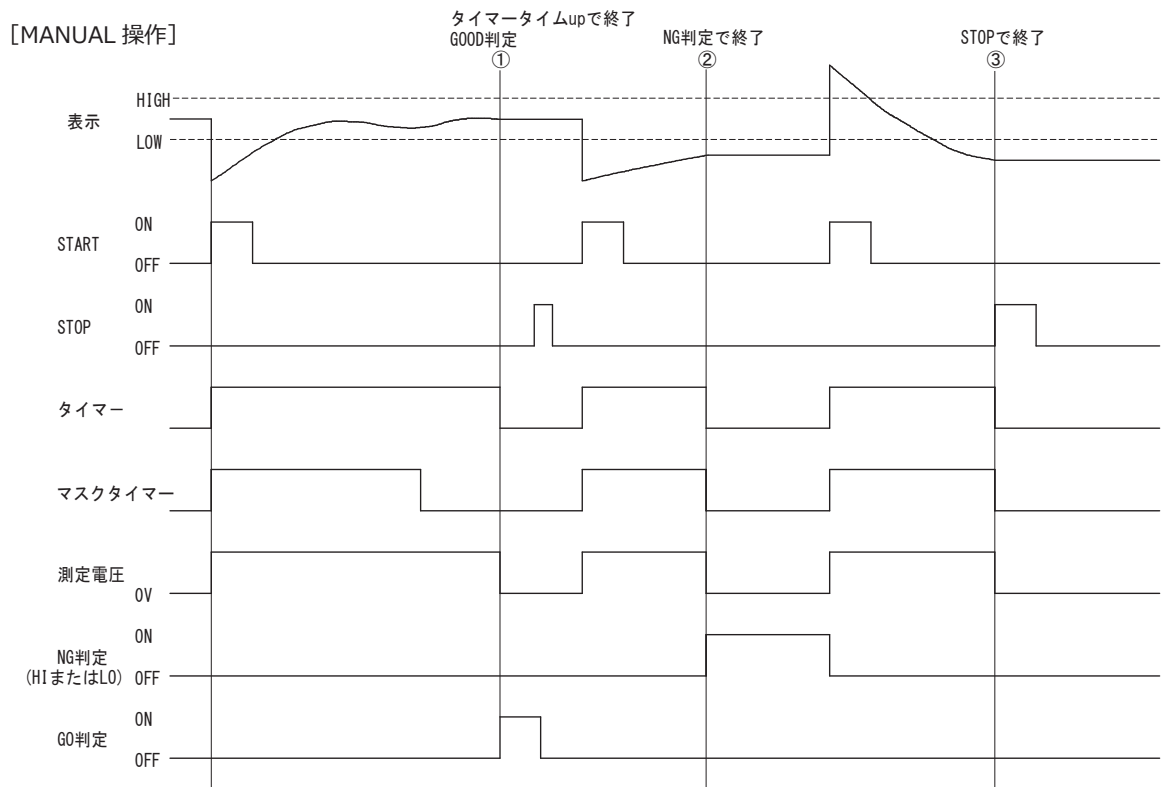 [MANUAL 操作]
タイマータイムupで終了
GOOD判定
①
NG判定で終了
②
STOPで終了
③
表示
HIGH
LOW
START
ON
OFF
STOP
ON
OFF
タイマー
マスクタイマー
測定電圧
0V
NG判定
(HIまたはLO)
ON
OFF
GO判定
ON
OFF